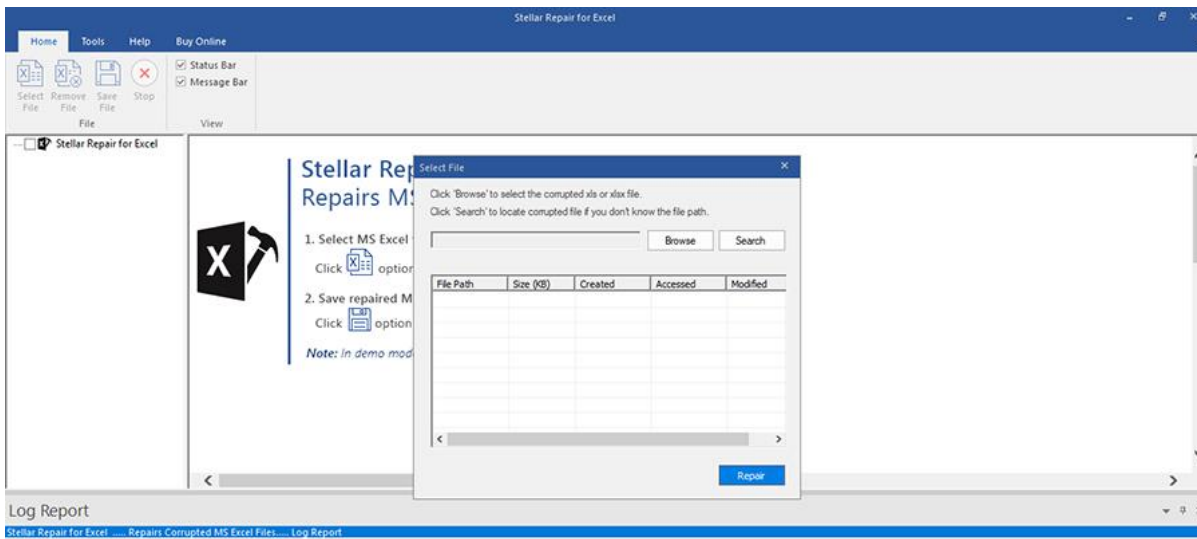 Stellar Repair for Excel
Home Tools Help Buy Online
Select File
Remove File
Save File
Stop
File
Status Bar
Message Bar
View
Stellar Repair for Excel
Stellar Rep
Repairs MS
1. Select MS Excel
Click option
2. Save repaired M
Click option
Note: In demo mod
Select File
Click 'Browse' to select the corrupted xls or xlsx file.
Click 'Search' to locate corrupted file if you don't know the file path.
Browse Search
File Path Size (KB) Created Accessed Modified
Repair
Log Report
Stellar Repair for Excel ..... Repairs Corrupted MS Excel Files..... Log Report